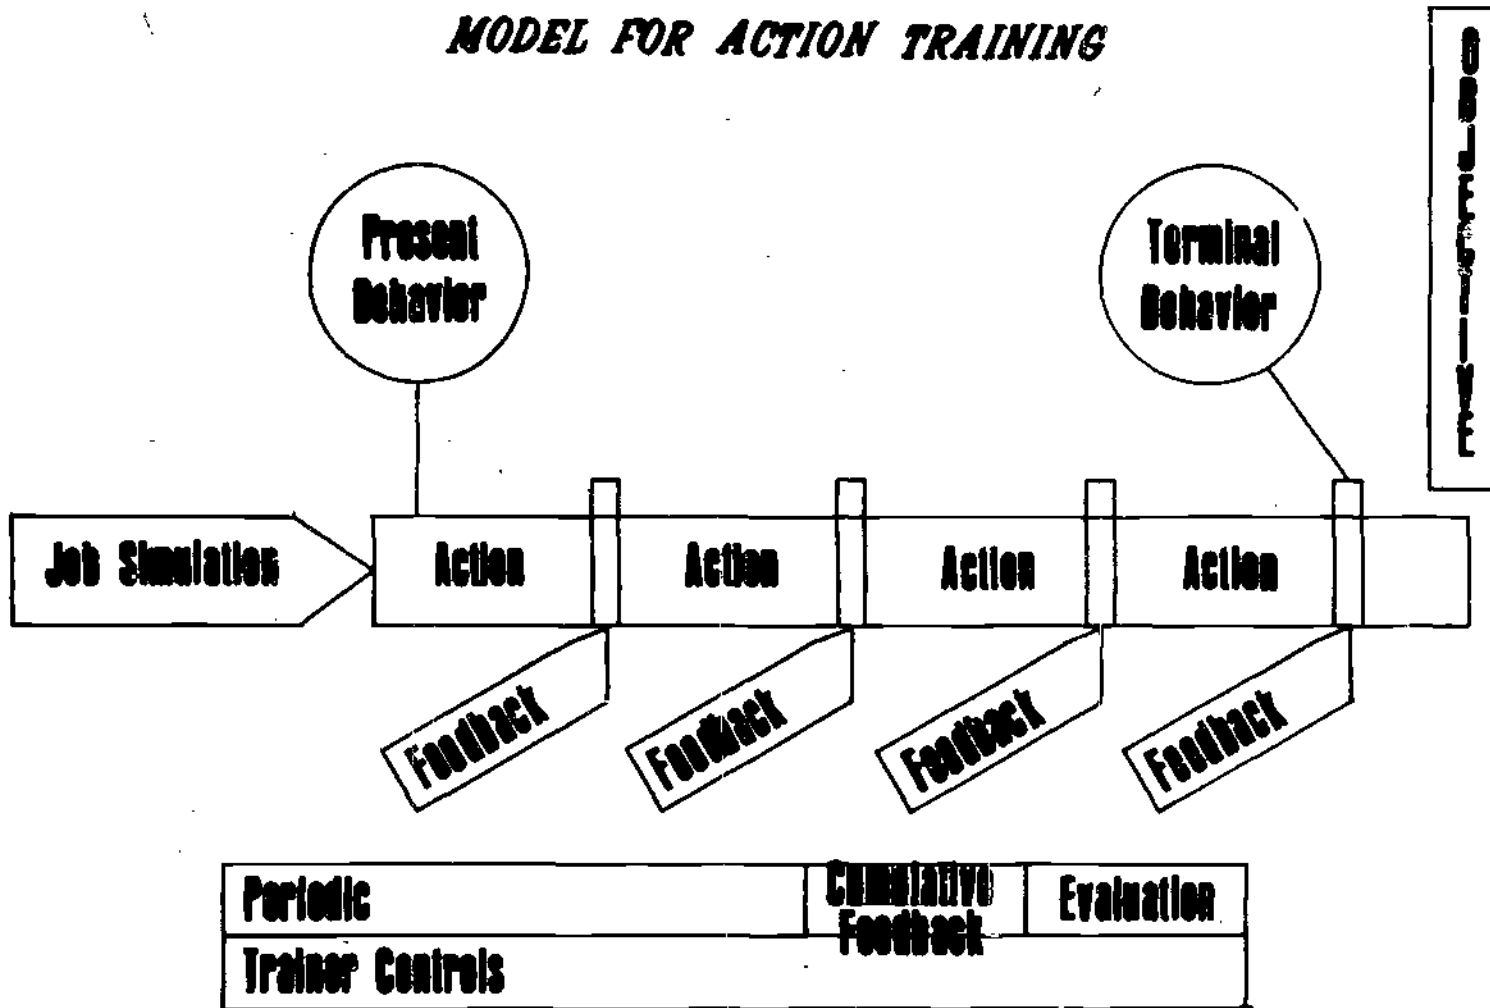 MODEL FOR ACTION TRAINING
Present
Behavior
Terminal
Behavior
Job Simulation
Action
Action
Action
Action
Feedback
Feedback
Feedback
Feedback
Periodic
Cumulative
Feedback
Evaluation
Trainer Controls